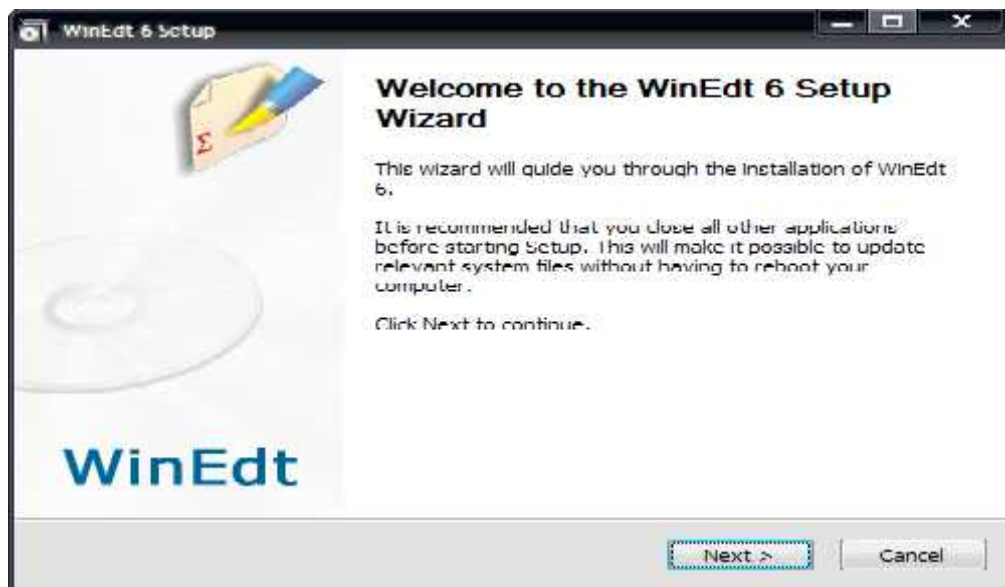 WinEdt 6 Setup
Σ
Welcome to the WinEdt 6 Setup
Wizard
This wizard will guide you through the installation of WinEdt
6.
It is recommended that you close all other applications
before starting Setup. This will make it possible to update
relevant system files without having to reboot your
computer.
Click Next to continue.
WinEdt
Next >
Cancel